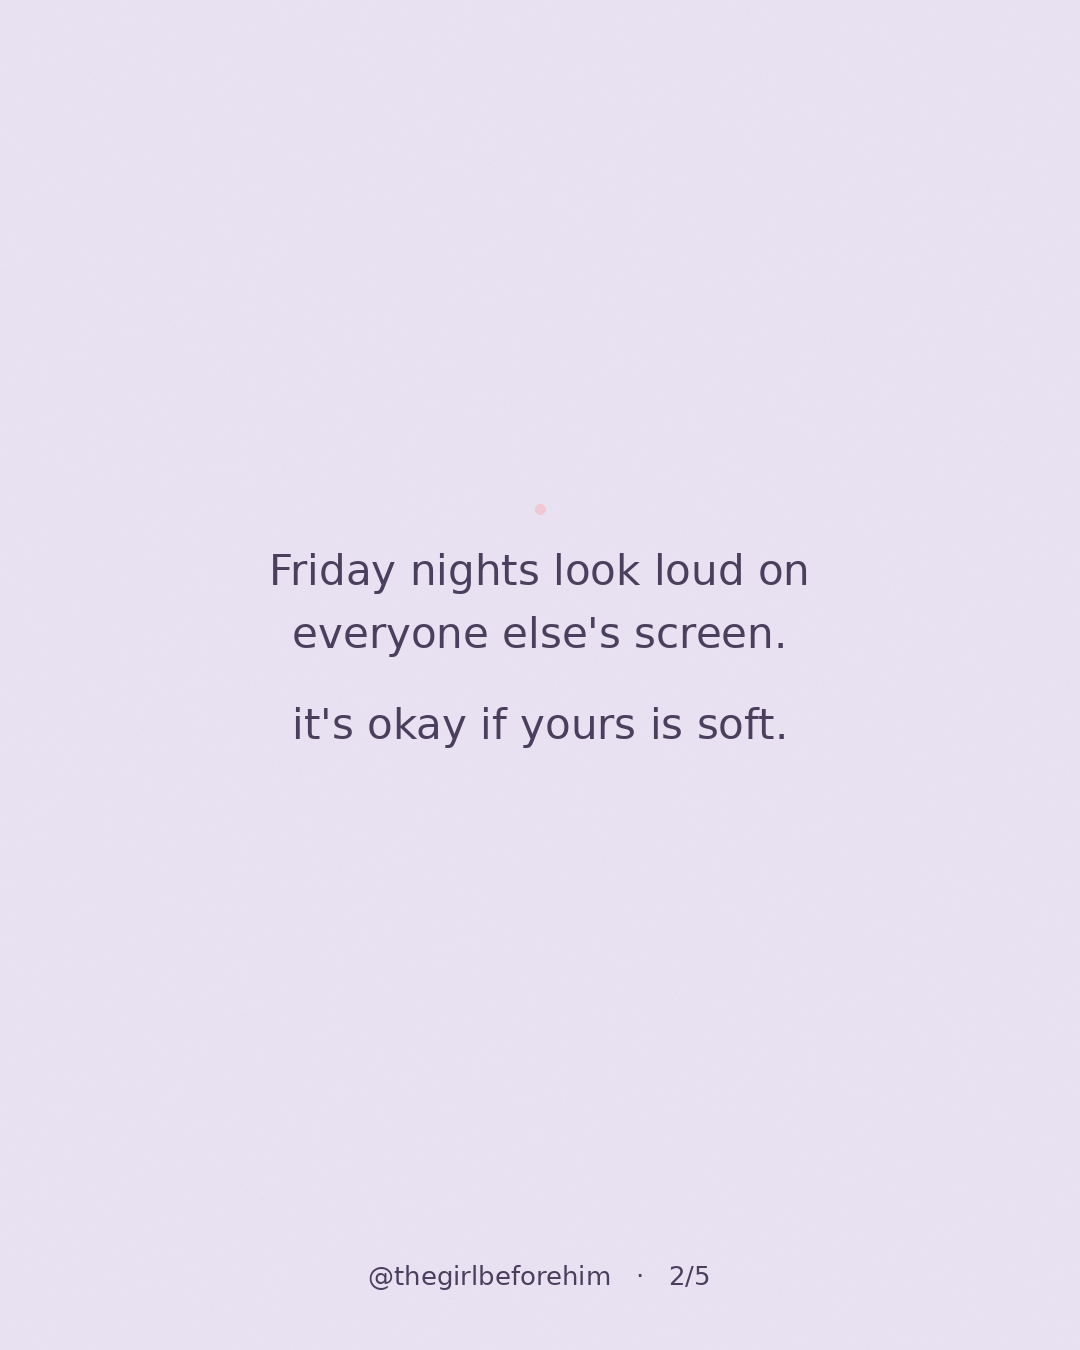 Friday nights look loud on
everyone else's screen.
it's okay if yours is soft.
@thegirlbeforehim · 2/5